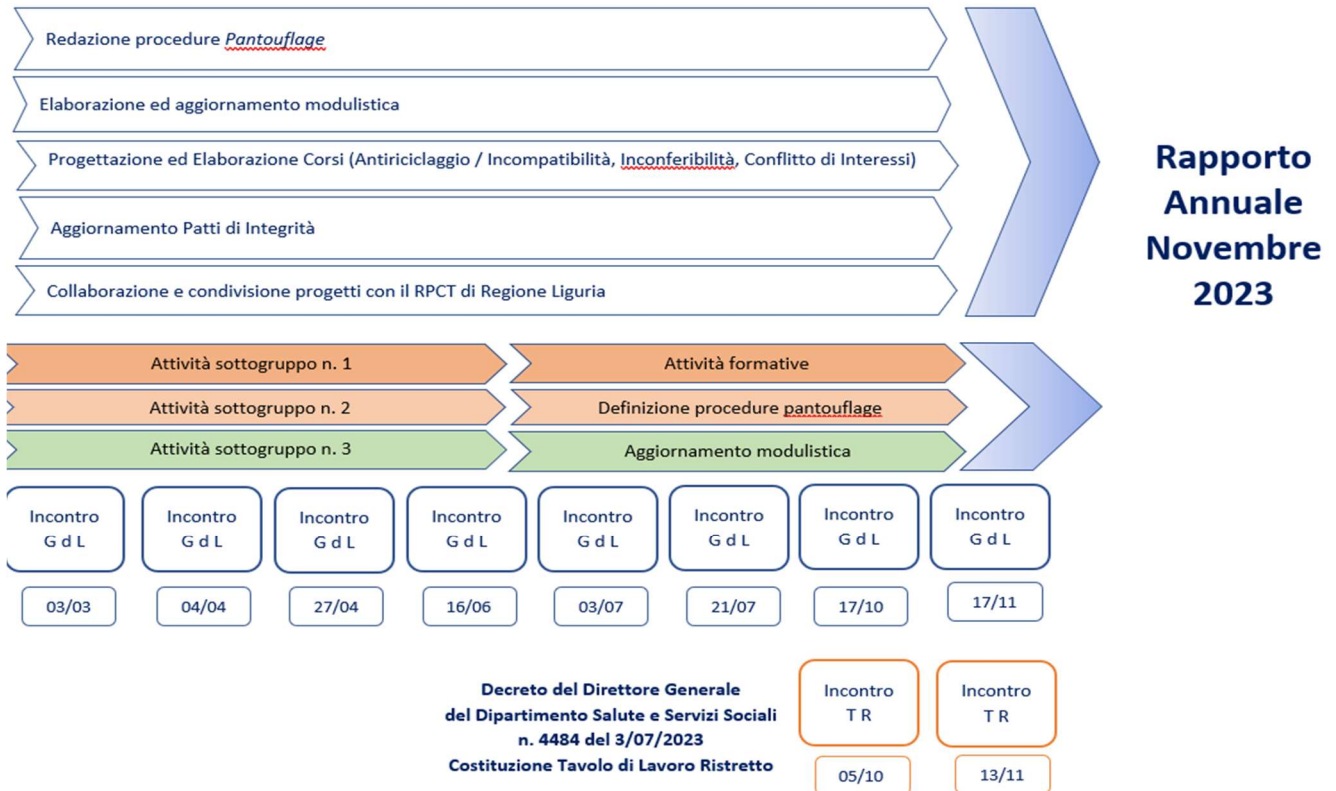 Redazione procedure Pantouflage
Elaborazione ed aggiornamento modulistica
Progettazione ed Elaborazione Corsi (Antiriciclaggio / Incompatibilità, Inconferibilità, Conflitto di Interessi)
Aggiornamento Patti di Integrità
Collaborazione e condivisione progetti con il RPCT di Regione Liguria
Rapporto
Annuale
Novembre
2023
Attività sottogruppo n. 1
Attività formative
Attività sottogruppo n. 2
Definizione procedure pantouflage
Attività sottogruppo n. 3
Aggiornamento modulistica
Incontro
G d L
Incontro
G d L
Incontro
G d L
Incontro
G d L
Incontro
G d L
Incontro
G d L
Incontro
G d L
Incontro
G d L
03/03
04/04
27/04
16/06
03/07
21/07
17/10
17/11
Decreto del Direttore Generale
del Dipartimento Salute e Servizi Sociali
n. 4484 del 3/07/2023
Costituzione Tavolo di Lavoro Ristretto
Incontro
T R
Incontro
T R
05/10
13/11